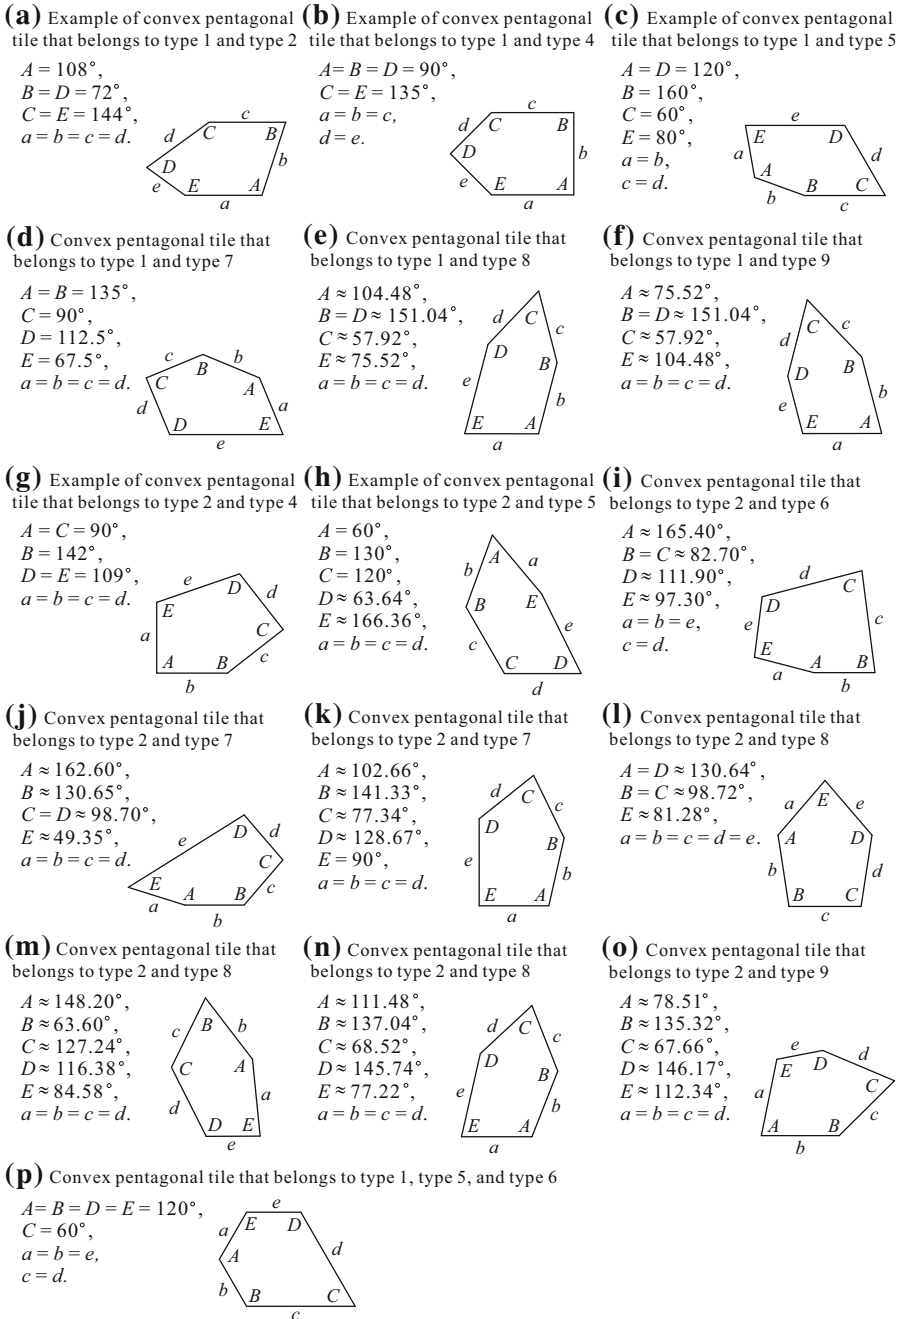 (a) Example of convex pentagonal
tile that belongs to type 1 and type 2
A = 108°,
B = D = 72°,
C = E = 144°,
a = b = c = d.
c
d
C
B
D
b
e
E
A
a
(b) Example of convex pentagonal
tile that belongs to type 1 and type 4
A = B = D = 90°,
C = E = 135°,
a = b = c,
d = e.
c
d
C
B
D
b
e
E
A
a
(c) Example of convex pentagonal
tile that belongs to type 1 and type 5
A = D = 120°,
B = 160°,
C = 60°,
E = 80°,
a = b,
c = d.
e
E
D
a
d
A
B
C
b
c
(d) Convex pentagonal tile that
belongs to type 1 and type 7
A = B = 135°,
C = 90°,
D = 112.5°,
E = 67.5°,
a = b = c = d.
c
b
B
C
A
d
a
D
E
e
(e) Convex pentagonal tile that
belongs to type 1 and type 8
A ≈ 104.48°,
B = D ≈ 151.04°,
C ≈ 57.92°,
E ≈ 75.52°,
a = b = c = d.
d
C
c
D
B
e
b
E
A
a
(f) Convex pentagonal tile that
belongs to type 1 and type 9
A ≈ 75.52°,
B = D ≈ 151.04°,
C ≈ 57.92°,
E ≈ 104.48°,
a = b = c = d.
c
C
d
D
B
b
e
E
A
a
(g) Example of convex pentagonal
tile that belongs to type 2 and type 4
A = C = 90°,
B = 142°,
D = E = 109°,
a = b = c = d.
e
D
d
E
C
a
A
B
c
b
(h) Example of convex pentagonal
tile that belongs to type 2 and type 5
A = 60°,
B = 130°,
C = 120°,
D ≈ 63.64°,
E ≈ 166.36°,
a = b = c = d.
A
a
b
B
E
e
c
C
D
d
(i) Convex pentagonal tile that
belongs to type 2 and type 6
A ≈ 165.40°,
B = C ≈ 82.70°,
D ≈ 111.90°,
E ≈ 97.30°,
a = b = e,
c = d.
d
C
D
e
c
E
A
B
a
b
(j) Convex pentagonal tile that
belongs to type 2 and type 7
A ≈ 162.60°,
B ≈ 130.65°,
C = D ≈ 98.70°,
E ≈ 49.35°,
a = b = c = d.
e
D
d
C
E
A
B
c
a
b
(k) Convex pentagonal tile that
belongs to type 2 and type 7
A ≈ 102.66°,
B ≈ 141.33°,
C ≈ 77.34°,
D ≈ 128.67°,
E = 90°,
a = b = c = d.
d
C
c
D
B
e
b
E
A
a
(l) Convex pentagonal tile that
belongs to type 2 and type 8
A = D ≈ 130.64°,
B = C ≈ 98.72°,
E ≈ 81.28°,
a = b = c = d = e.
a
E
e
A
D
b
d
B
C
c
(m) Convex pentagonal tile that
belongs to type 2 and type 8
A ≈ 148.20°,
B ≈ 63.60°,
C ≈ 127.24°,
D ≈ 116.38°,
E ≈ 84.58°,
a = b = c = d.
c
B
b
C
A
d
a
D
E
e
(n) Convex pentagonal tile that
belongs to type 2 and type 8
A ≈ 111.48°,
B ≈ 137.04°,
C ≈ 68.52°,
D ≈ 145.74°,
E ≈ 77.22°,
a = b = c = d.
d
C
c
D
B
e
b
E
A
a
(o) Convex pentagonal tile that
belongs to type 2 and type 9
A ≈ 78.51°,
B ≈ 135.32°,
C ≈ 67.66°,
D ≈ 146.17°,
E ≈ 112.34°,
a = b = c = d.
e
d
E
D
C
a
c
A
B
b
(p) Convex pentagonal tile that belongs to type 1, type 5, and type 6
A = B = D = E = 120°,
C = 60°,
a = b = e,
c = d.
e
a
E
D
A
d
b
B
C
c